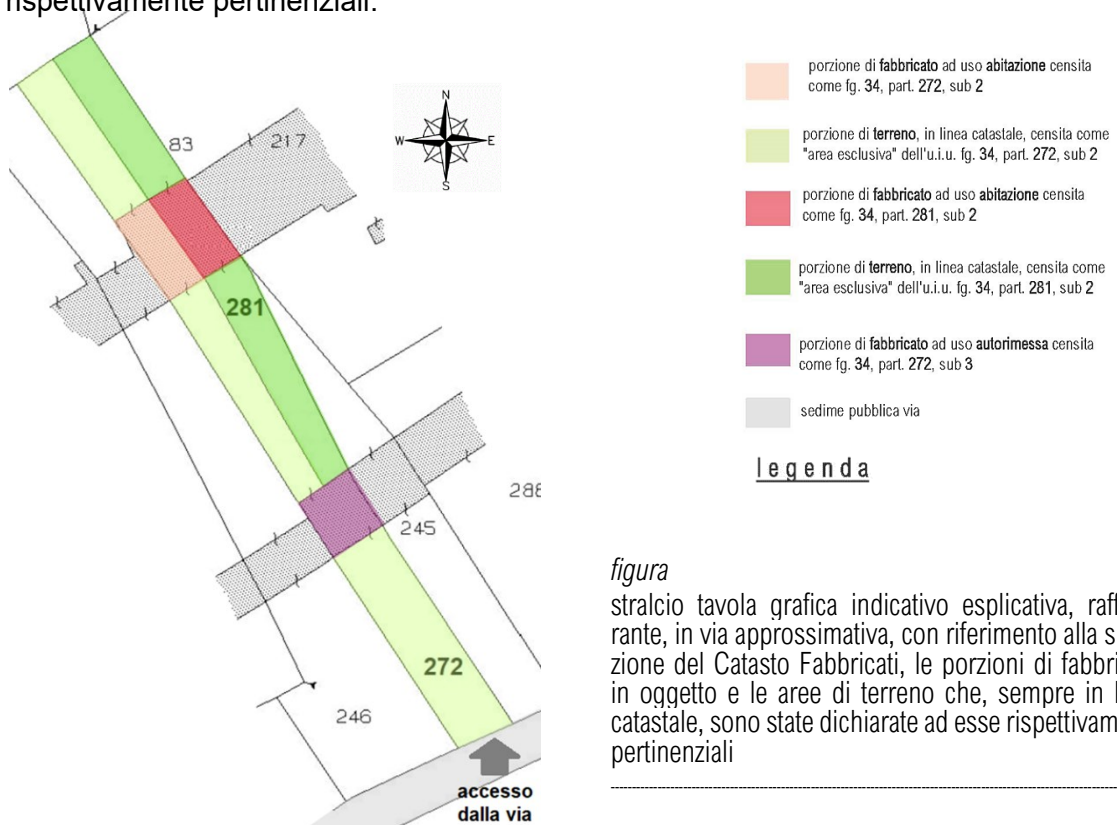 rispettivamente pertinenziali.
83
217
N
W
E
S
281
288
245
272
246
accesso
dalla via
porzione di fabbricato ad uso abitazione censita
come fg. 34, part. 272, sub 2
porzione di terreno, in linea catastale, censita come
"area esclusiva" dell'u.i.u. fg. 34, part. 272, sub 2
porzione di fabbricato ad uso abitazione censita
come fg. 34, part. 281, sub 2
porzione di terreno, in linea catastale, censita come
"area esclusiva" dell'u.i.u. fg. 34, part. 281, sub 2
porzione di fabbricato ad uso autorimessa censita
come fg. 34, part. 272, sub 3
sedime pubblica via
legenda
figura
stralcio tavola grafica indicativo esplicativa, raff
rante, in via approssimativa, con riferimento alla s
zione del Catasto Fabbricati, le porzioni di fabbri
in oggetto e le aree di terreno che, sempre in l
catastale, sono state dichiarate ad esse rispettivam
pertinenziali